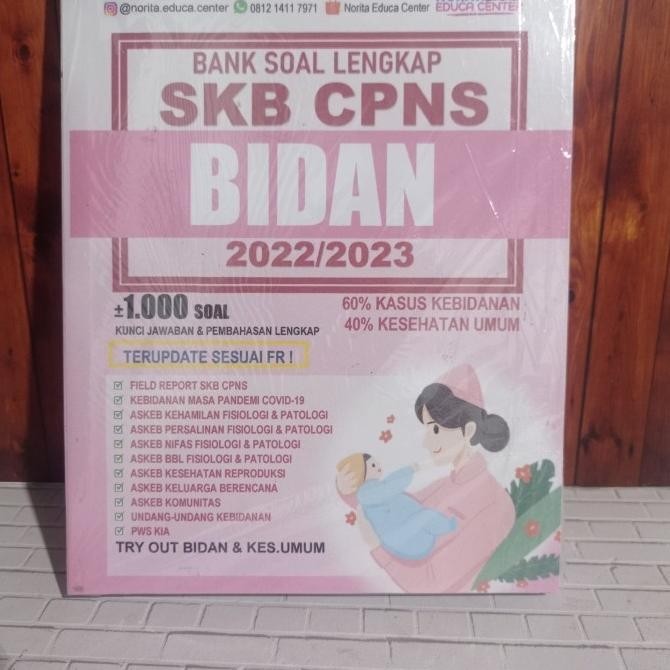 @norita.educa.center 0812 1411 7971 Norita Educa Center
EDUCA CENTER
BANK SOAL LENGKAP
SKB CPNS
BIDAN
2022/2023
±1.000 SOAL
KUNCI JAWABAN & PEMBAHASAN LENGKAP
60% KASUS KEBIDANAN
40% KESEHATAN UMUM
TERUPDATE SESUAI FR !
FIELD REPORT SKB CPNS
KEBIDANAN MASA PANDEMI COVID-19
ASKEB KEHAMILAN FISIOLOGI & PATOLOGI
ASKEB PERSALINAN FISIOLOGI & PATOLOGI
ASKEB NIFAS FISIOLOGI & PATOLOGI
ASKEB BBL FISIOLOGI & PATOLOGI
ASKEB KESEHATAN REPRODUKSI
ASKEB KELUARGA BERENCANA
ASKEB KOMUNITAS
UNDANG-UNDANG KEBIDANAN
PWS KIA
TRY OUT BIDAN & KES.UMUM